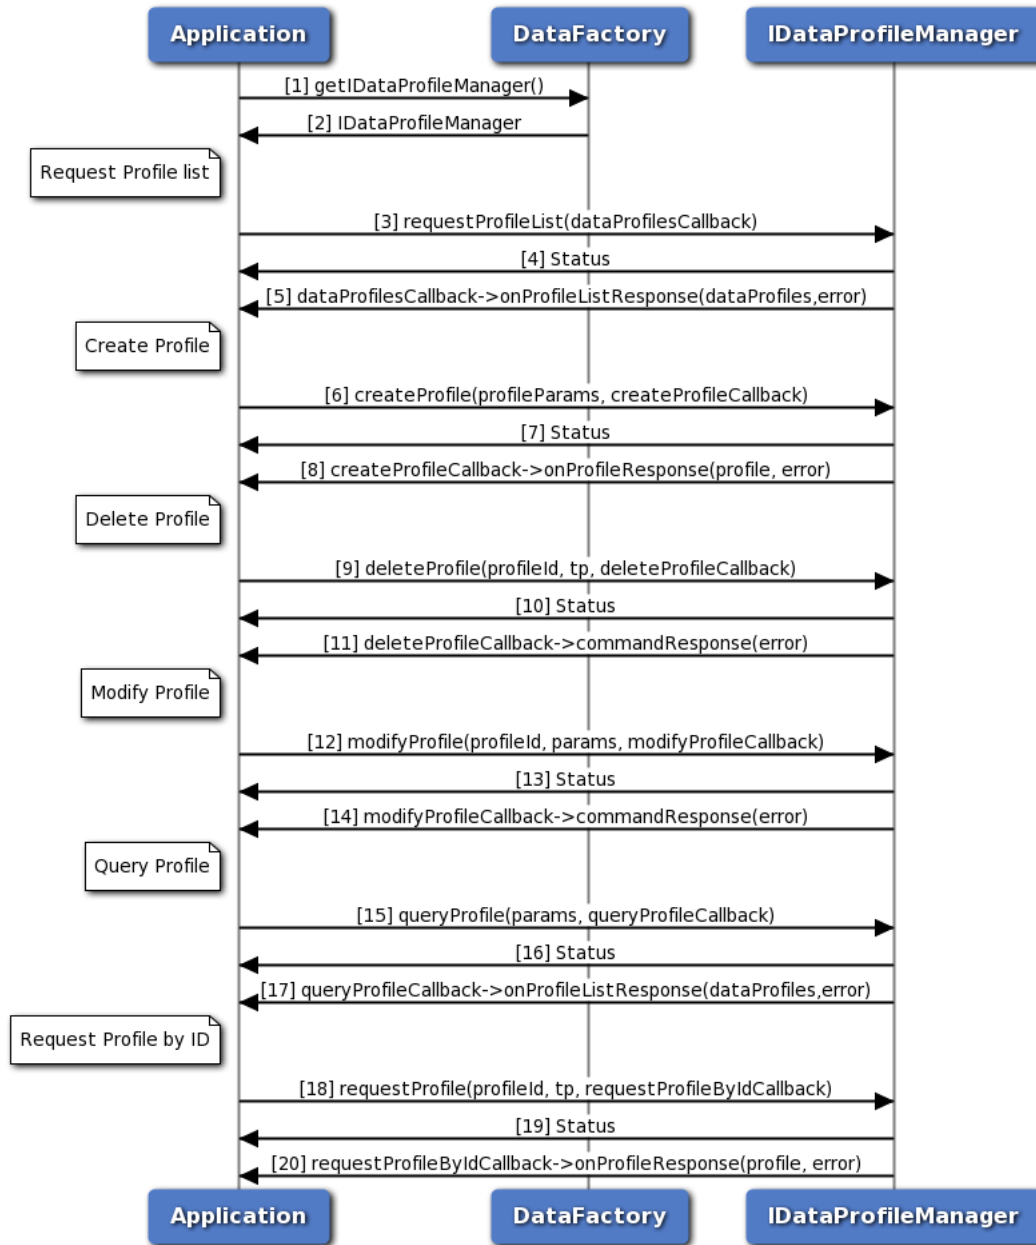 Application
DataFactory
IDataProfileManager
[1] getIDataProfileManager()
[2] IDataProfileManager
Request Profile list
[3] requestProfileList(dataProfilesCallback)
[4] Status
[5] dataProfilesCallback->onProfileListResponse(dataProfiles,error)
Create Profile
[6] createProfile(profileParams, createProfileCallback)
[7] Status
[8] createProfileCallback->onProfileResponse(profile, error)
Delete Profile
[9] deleteProfile(profileId, tp, deleteProfileCallback)
[10] Status
[11] deleteProfileCallback->commandResponse(error)
Modify Profile
[12] modifyProfile(profileId, params, modifyProfileCallback)
[13] Status
[14] modifyProfileCallback->commandResponse(error)
Query Profile
[15] queryProfile(params, queryProfileCallback)
[16] Status
[17] queryProfileCallback->onProfileListResponse(dataProfiles,error)
Request Profile by ID
[18] requestProfile(profileId, tp, requestProfileByIdCallback)
[19] Status
[20] requestProfileByIdCallback->onProfileResponse(profile, error)
Application
DataFactory
IDataProfileManager